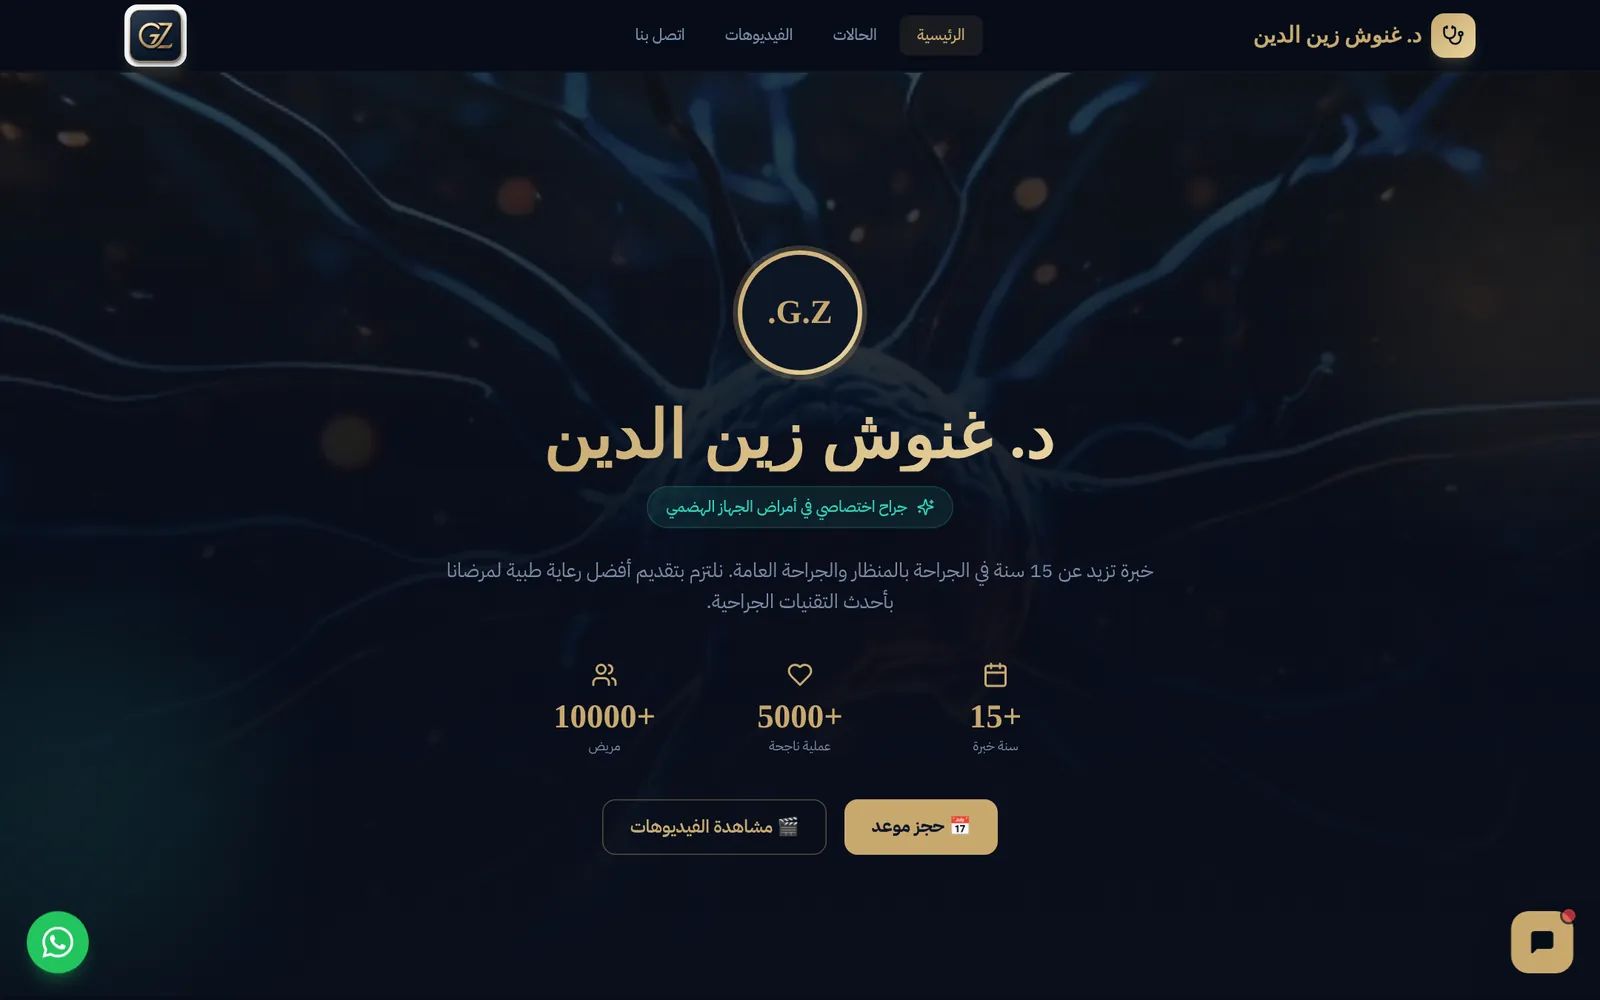 د. غنوش زين الدين
الرئيسية
الحالات
الفيديوهات
اتصل بنا
GZ
G.Z.
د. غنوش زين الدين
جراح اختصاصي في أمراض الجهاز الهضمي
خبرة تزيد عن 15 سنة في الجراحة بالمنظار والجراحة العامة. نلتزم بتقديم أفضل رعاية طبية لمرضانا
بأحدث التقنيات الجراحية.
15+
سنة خبرة
5000+
عملية ناجحة
10000+
مريض
📅 حجز موعد
🎬 مشاهدة الفيديوهات